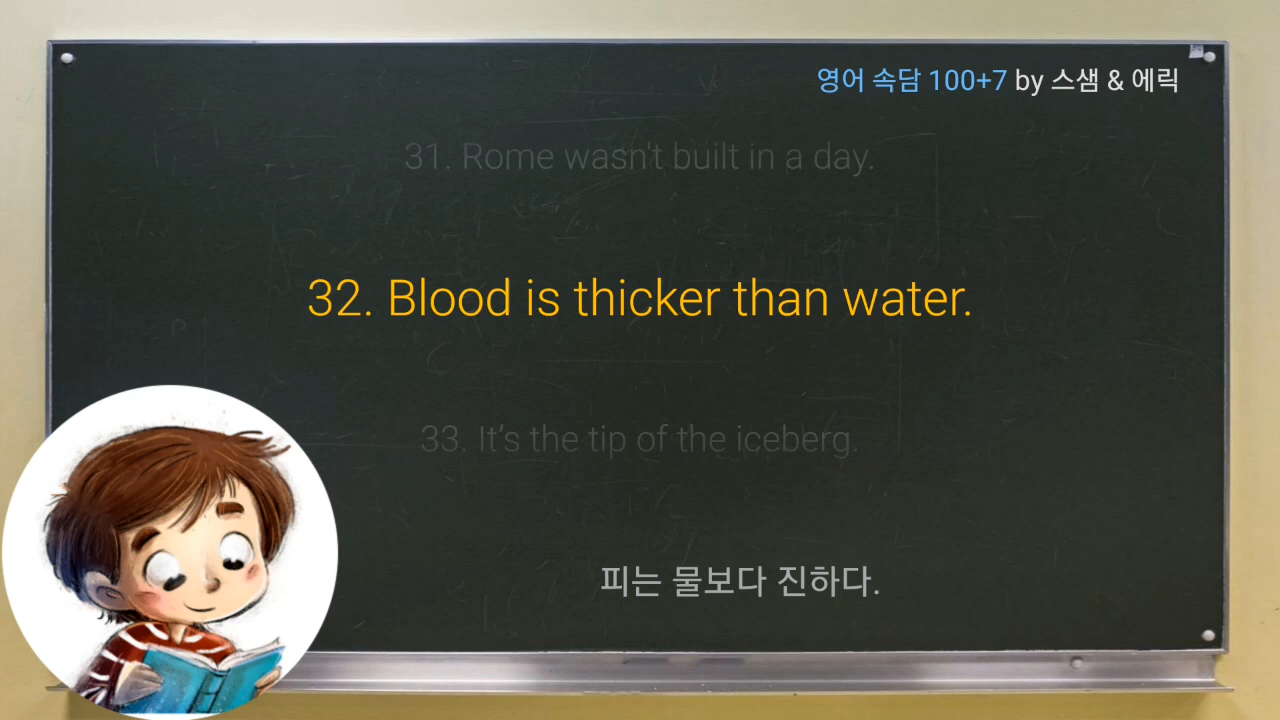 영어 속담 100+7 by 스샘 & 에릭
31. Rome wasn't built in a day.
32. Blood is thicker than water.
33. It’s the tip of the iceberg.
피는 물보다 진하다.